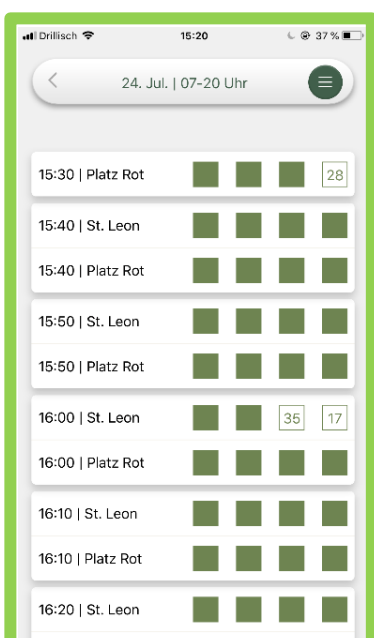 Drillisch 15:20 37 %
24. Jul. | 07-20 Uhr
15:30 | Platz Rot 28
15:40 | St. Leon
15:40 | Platz Rot
15:50 | St. Leon
15:50 | Platz Rot
16:00 | St. Leon 35 17
16:00 | Platz Rot
16:10 | St. Leon
16:10 | Platz Rot
16:20 | St. Leon